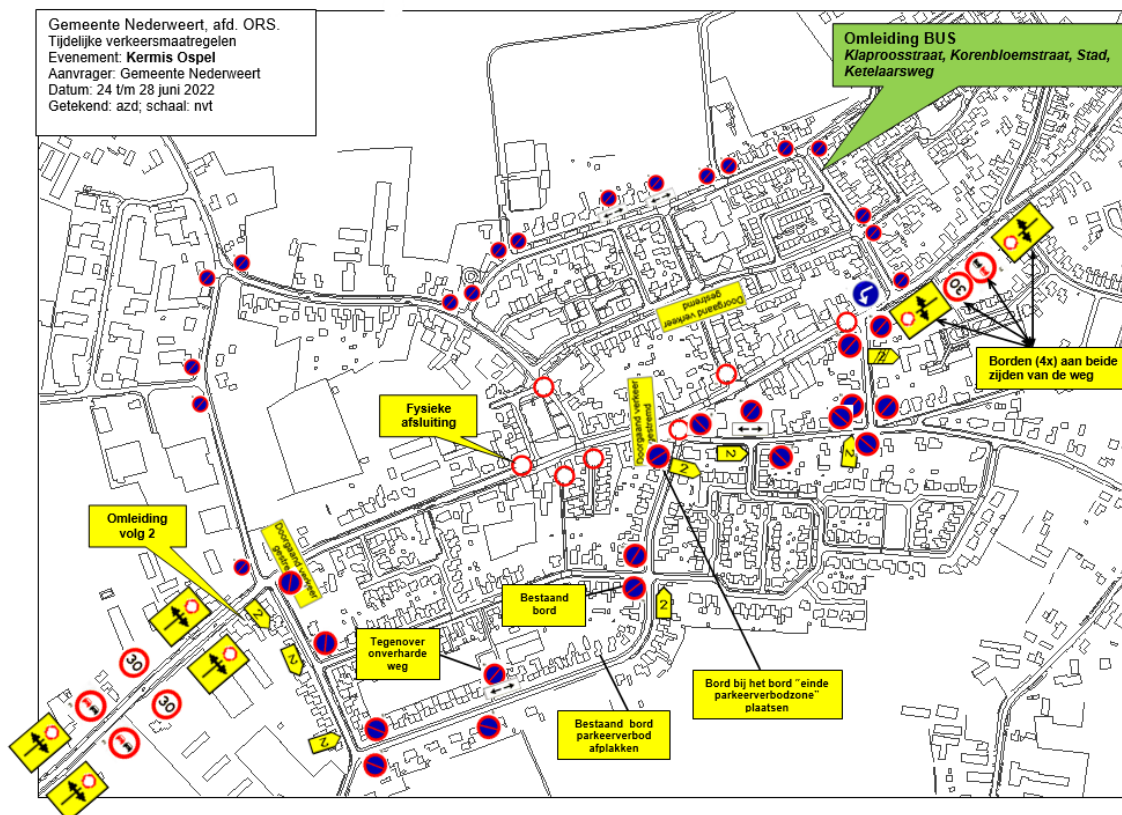 Gemeente Nederweert, afd. ORS.
Tijdelijke verkeersmaatregelen
Evenement: Kermis Ospel
Aanvrager: Gemeente Nederweert
Datum: 24 t/m 28 juni 2022
Getekend: azd; schaal: nvt
Omleiding BUS
Klaproosstraat, Korenbloemstraat, Stad,
Ketelaarsweg
Doorgaand verkeer
gestremd
30
Borden (4x) aan beide
zijden van de weg
Fysieke
afsluiting
Doorgaand verkeer
gestremd
2
2
2
2
Omleiding
volg 2
Doorgaand verkeer
2
Bestaand
bord
2
Tegenover
onverharde
weg
2
30
30
Bord bij het bord "einde
parkeerverbodzone"
plaatsen
Bestaand bord
parkeerverbod
afplakken
2